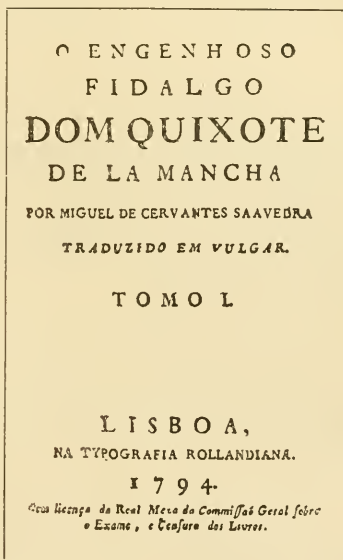 O ENGENHOSO
FIDALGO
DOM QUIXOTE
DE LA MANCHA
POR MIGUEL DE CERVANTES SAAVEDRA
TRADUZIDO EM VULGAR.
TOMO I.
LISBOA,
NA TYPOGRAFIA ROLLANDIANA.
1794.
Com licença da Real Meza da Commissaõ Geral sobre
o Exame, e Censura dos Livros.